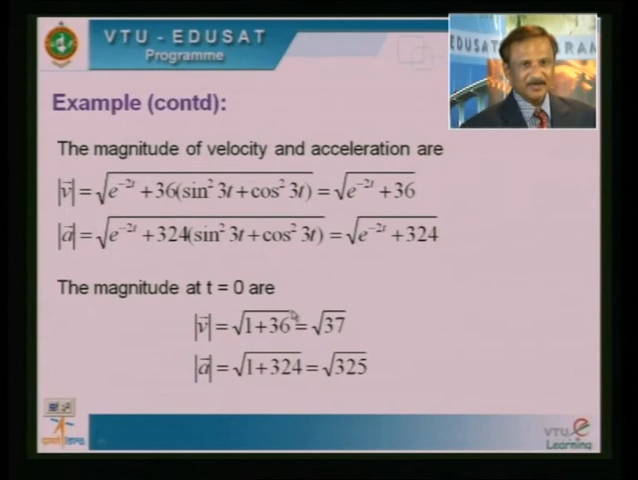 VTU - EDUSAT
Programme
EDUSAT
Example (contd):
The magnitude of velocity and acceleration are
|v⃗| = √(e^{-2t} + 36(sin² 3t + cos² 3t)) = √(e^{-2t} + 36)
|a⃗| = √(e^{-2t} + 324(sin² 3t + cos² 3t)) = √(e^{-2t} + 324)
The magnitude at t = 0 are
|v⃗| = √(1+36) = √37
|a⃗| = √(1+324) = √325
VTU e
Learning